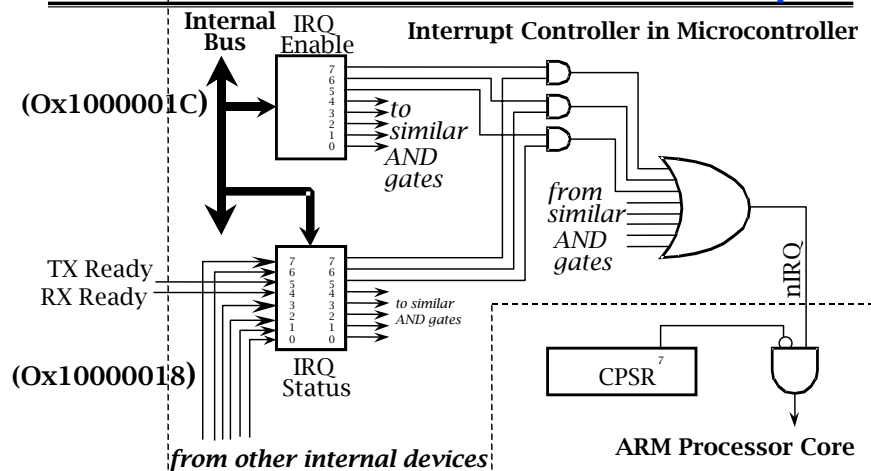 Internal
Bus
IRQ
Enable
Interrupt Controller in Microcontroller
(Ox1000001C)
7
6
5
4
3
2
1
0
to
similar
AND
gates
from
similar
AND
gates
nIRQ
TX Ready
RX Ready
7
6
5
4
3
2
1
0
7
6
5
4
3
2
1
0
to similar
AND gates
IRQ
Status
(Ox10000018)
CPSR 7
ARM Processor Core
from other internal devices